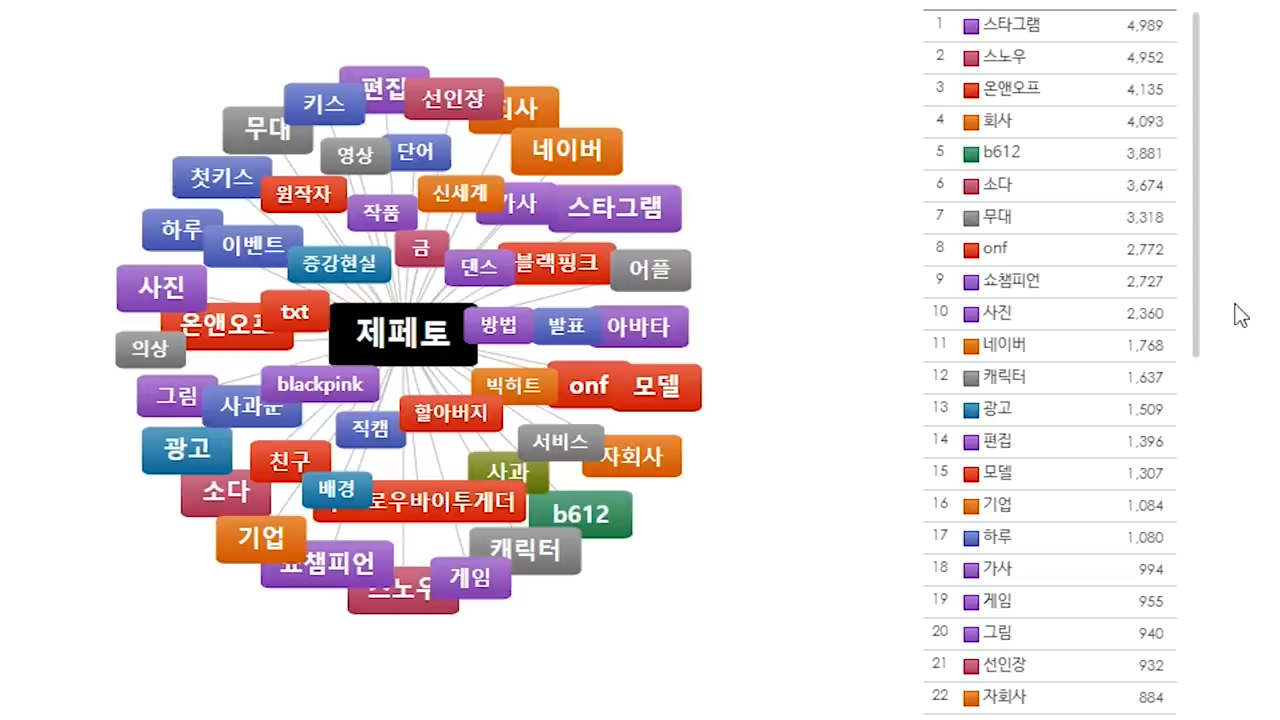 편집
키스
선인장
회사
무대
영상
단어
네이버
첫키스
원작자
신세계
작품
가사
스타그램
하루
이벤트
금
증강현실
댄스
블랙핑크
어플
사진
txt
온앤오프
제페토
방법
발표
아바타
의상
blackpink
빅히트
onf
모델
그림
할아버지
직캠
서비스
광고
친구
사과
자회사
소다
배경
b612
기업
캐릭터
쇼챔피언
게임
스노우
1 스타그램 4,989
2 스노우 4,952
3 온앤오프 4,135
4 회사 4,093
5 b612 3,881
6 소다 3,674
7 무대 3,318
8 onf 2,772
9 쇼챔피언 2,727
10 사진 2,360
11 네이버 1,768
12 캐릭터 1,637
13 광고 1,509
14 편집 1,396
15 모델 1,307
16 기업 1,084
17 하루 1,080
18 가사 994
19 게임 955
20 그림 940
21 선인장 932
22 자회사 884